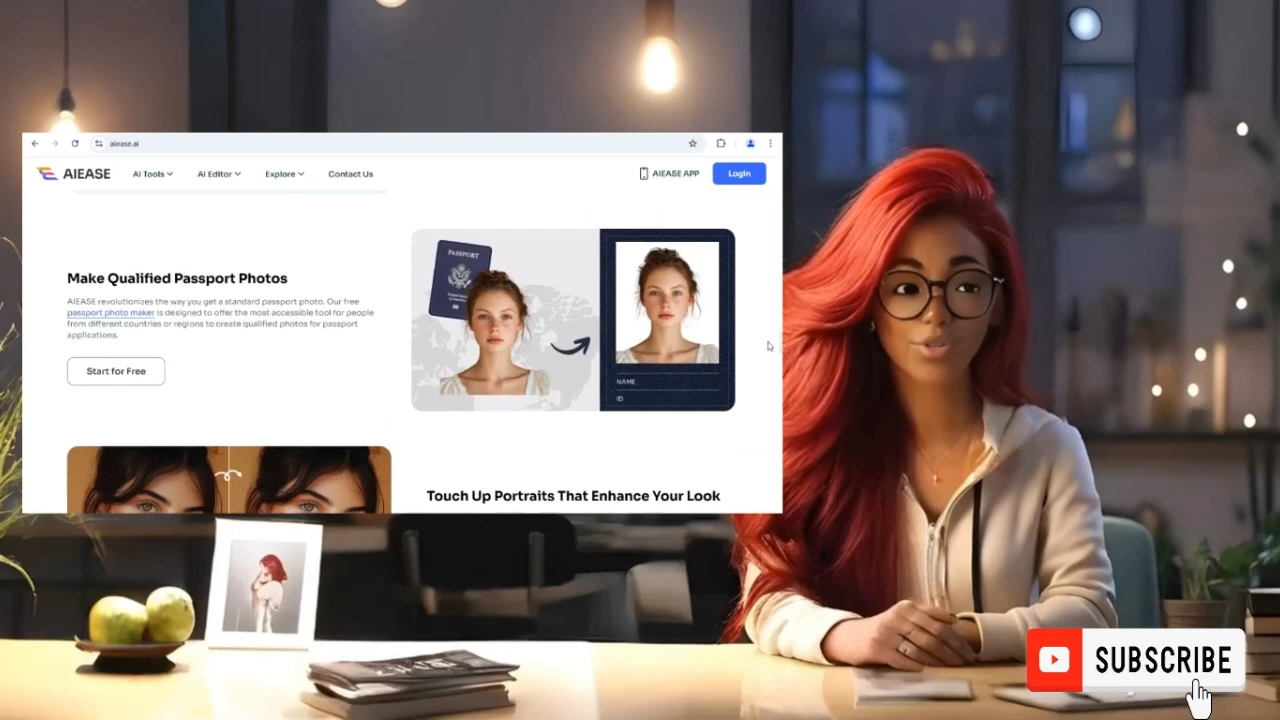 aiease.ai
AIEASE
AI Tools
AI Editor
Explore
Contact Us
AIEASE APP
Login
Make Qualified Passport Photos
AIEASE revolutionizes the way you get a standard passport photo. Our free
passport photo maker is designed to offer the most accessible tool for people
from different countries or regions to create qualified photos for passport
applications.
Start for Free
PASSPORT
NAME
ID
Touch Up Portraits That Enhance Your Look
SUBSCRIBE